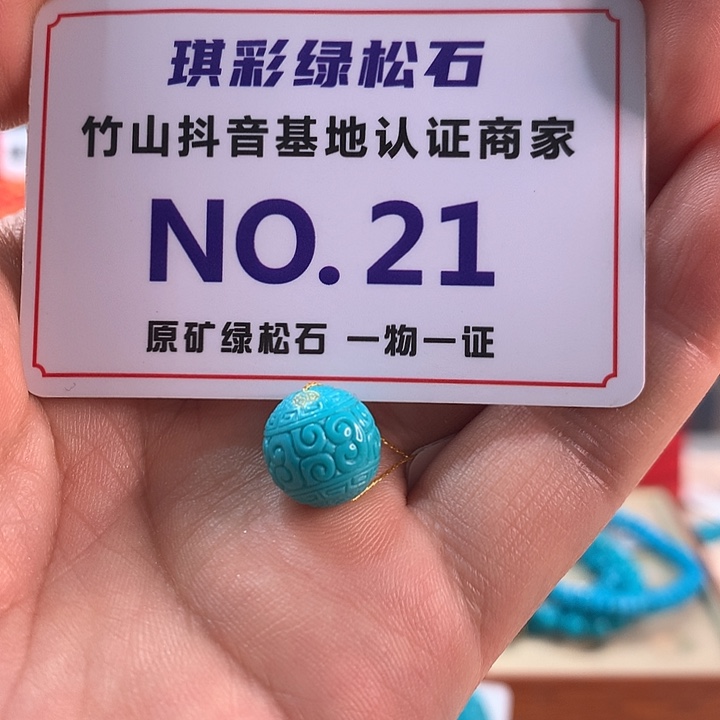 琪彩绿松石
竹山抖音基地认证商家
NO.21
原矿绿松石 一物一证